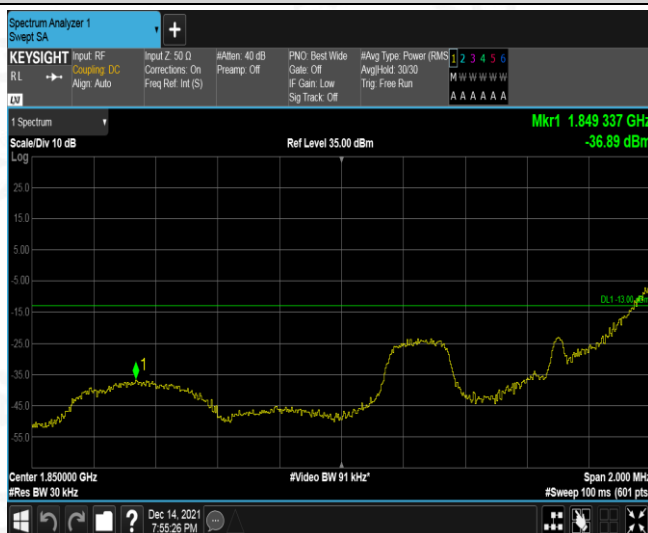 Spectrum Analyzer 1
Swept SA
+
KEYSIGHT
RL
LXI
Input: RF
Coupling: DC
Align: Auto
Input Z: 50 Ω
Corrections: On
Freq Ref: Int (S)
#Atten: 40 dB
Preamp: Off
PNO: Best Wide
Gate: Off
IF Gain: Low
Sig Track: Off
#Avg Type: Power (RMS
Avg|Hold: 30/30
Trig: Free Run
1 2 3 4 5 6
M W W W W W
A A A A A A
1 Spectrum
Scale/Div 10 dB
Log
Ref Level 35.00 dBm
Mkr1 1.849 337 GHz
-36.89 dBm
25.0
15.0
5.00
-5.00
DL1 -13.00 dBm
-15.0
-25.0
1
-35.0
-45.0
-55.0
Center 1.850000 GHz
#Res BW 30 kHz
#Video BW 91 kHz*
Span 2.000 MHz
#Sweep 100 ms (601 pts)
?
Dec 14, 2021
7:55:26 PM